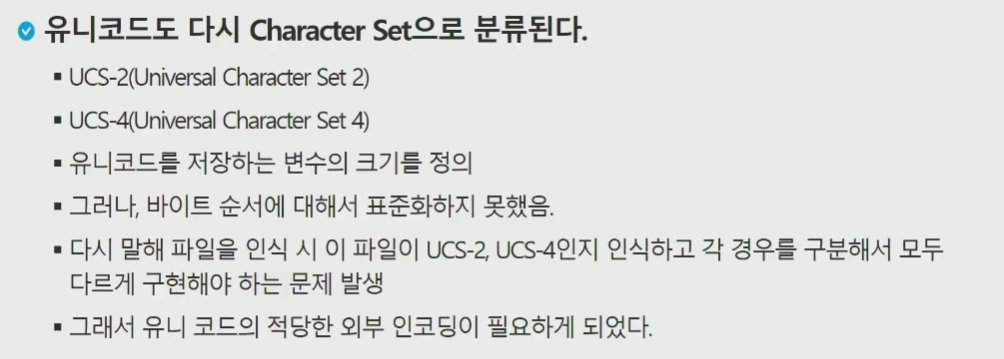 유니코드도 다시 Character Set으로 분류된다.
▪ UCS-2(Universal Character Set 2)
▪ UCS-4(Universal Character Set 4)
▪ 유니코드를 저장하는 변수의 크기를 정의
▪ 그러나, 바이트 순서에 대해서 표준화하지 못했음.
▪ 다시 말해 파일을 인식 시 이 파일이 UCS-2, UCS-4인지 인식하고 각 경우를 구분해서 모두
다르게 구현해야 하는 문제 발생
▪ 그래서 유니 코드의 적당한 외부 인코딩이 필요하게 되었다.